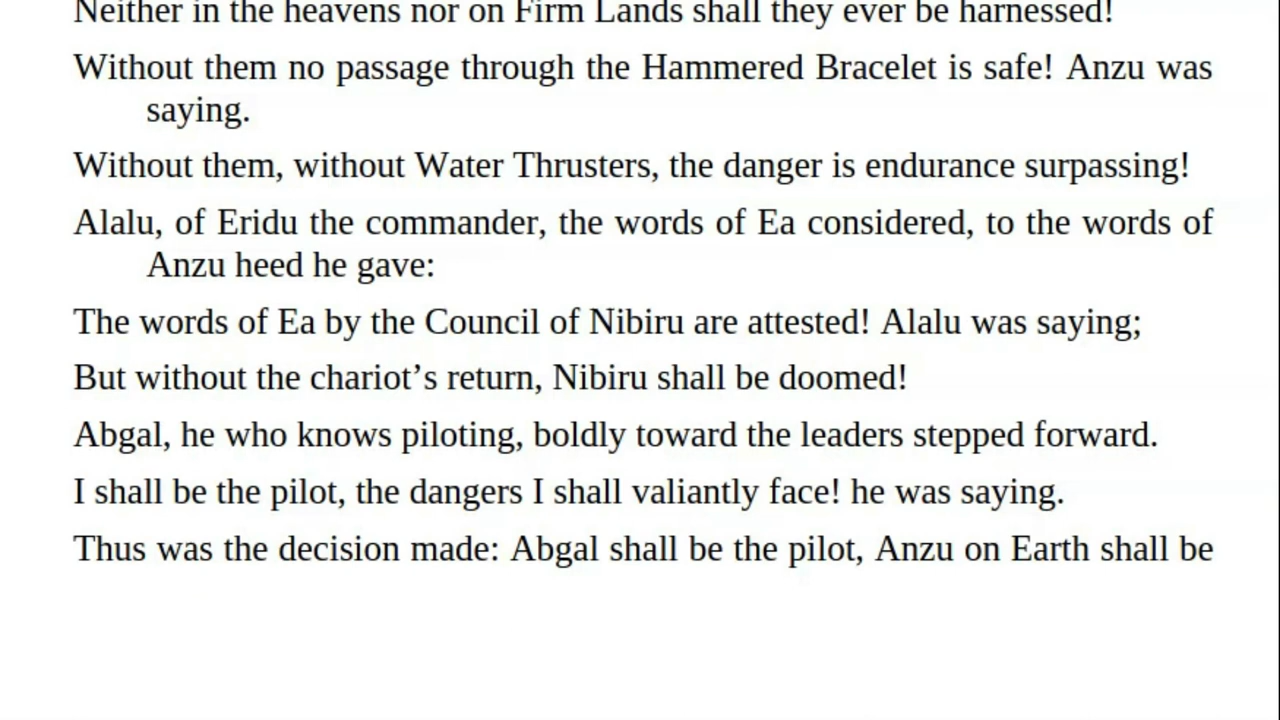 Neither in the heavens nor on Firm Lands shall they ever be harnessed!
Without them no passage through the Hammered Bracelet is safe! Anzu was
saying.
Without them, without Water Thrusters, the danger is endurance surpassing!
Alalu, of Eridu the commander, the words of Ea considered, to the words of
Anzu heed he gave:
The words of Ea by the Council of Nibiru are attested! Alalu was saying;
But without the chariot’s return, Nibiru shall be doomed!
Abgal, he who knows piloting, boldly toward the leaders stepped forward.
I shall be the pilot, the dangers I shall valiantly face! he was saying.
Thus was the decision made: Abgal shall be the pilot, Anzu on Earth shall be